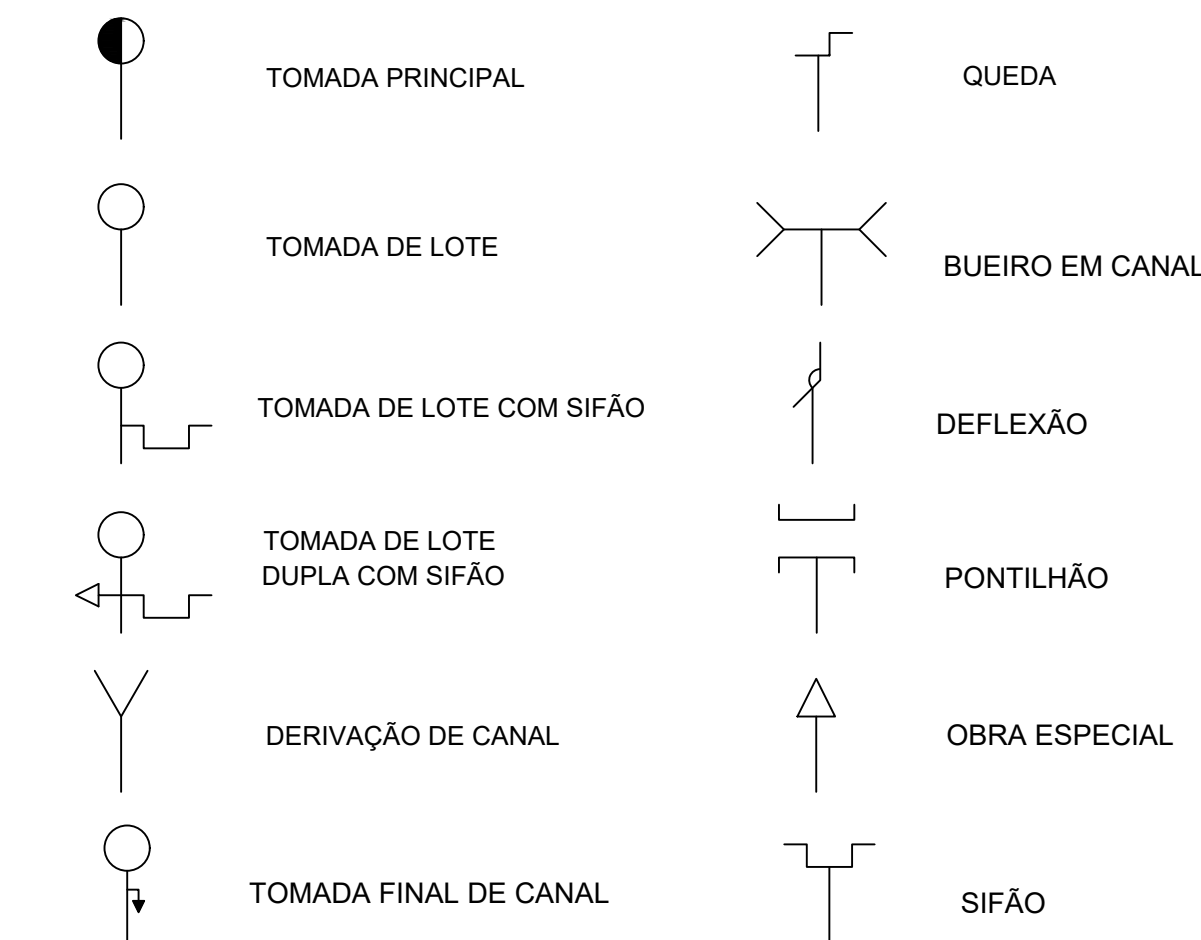 TOMADA PRINCIPAL
QUEDA
TOMADA DE LOTE
BUEIRO EM CANAL
TOMADA DE LOTE COM SIFÃO
DEFLEXÃO
TOMADA DE LOTE
DUPLA COM SIFÃO
PONTILHÃO
DERIVAÇÃO DE CANAL
OBRA ESPECIAL
TOMADA FINAL DE CANAL
SIFÃO